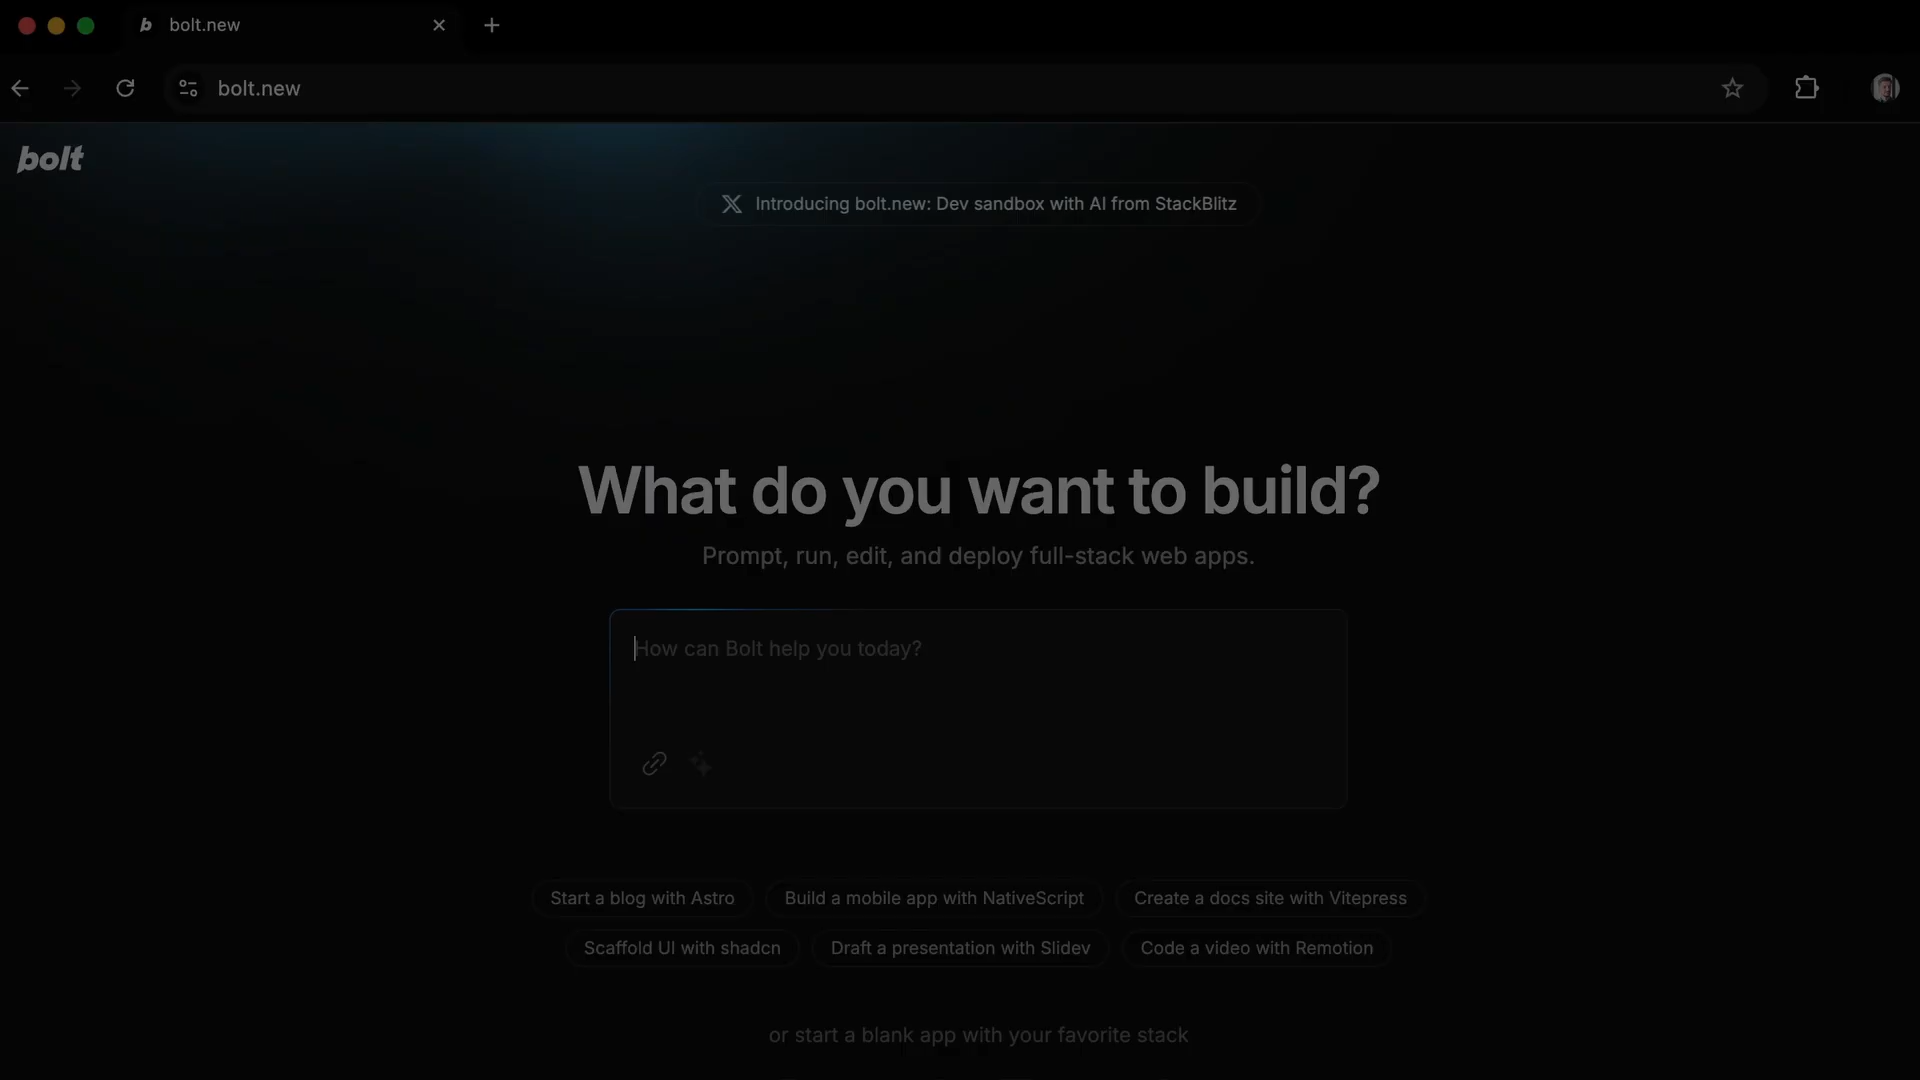 bolt.new
bolt.new
bolt
Introducing bolt.new: Dev sandbox with AI from StackBlitz
What do you want to build?
Prompt, run, edit, and deploy full-stack web apps.
How can Bolt help you today?
Start a blog with Astro
Build a mobile app with NativeScript
Create a docs site with Vitepress
Scaffold UI with shadcn
Draft a presentation with Slidev
Code a video with Remotion
or start a blank app with your favorite stack